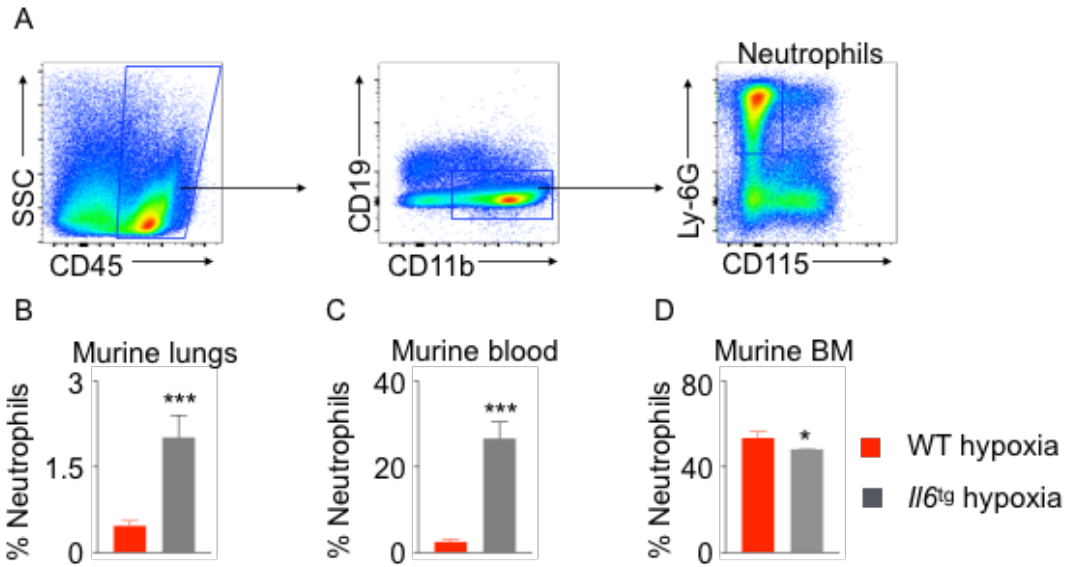 A
Neutrophils
SSC
CD45
CD19
CD11b
Ly-6G
CD115
B
Murine lungs
% Neutrophils
3
1.5
0
***
C
Murine blood
% Neutrophils
40
20
0
***
D
Murine BM
% Neutrophils
80
40
0
*
WT hypoxia
Il6tg hypoxia